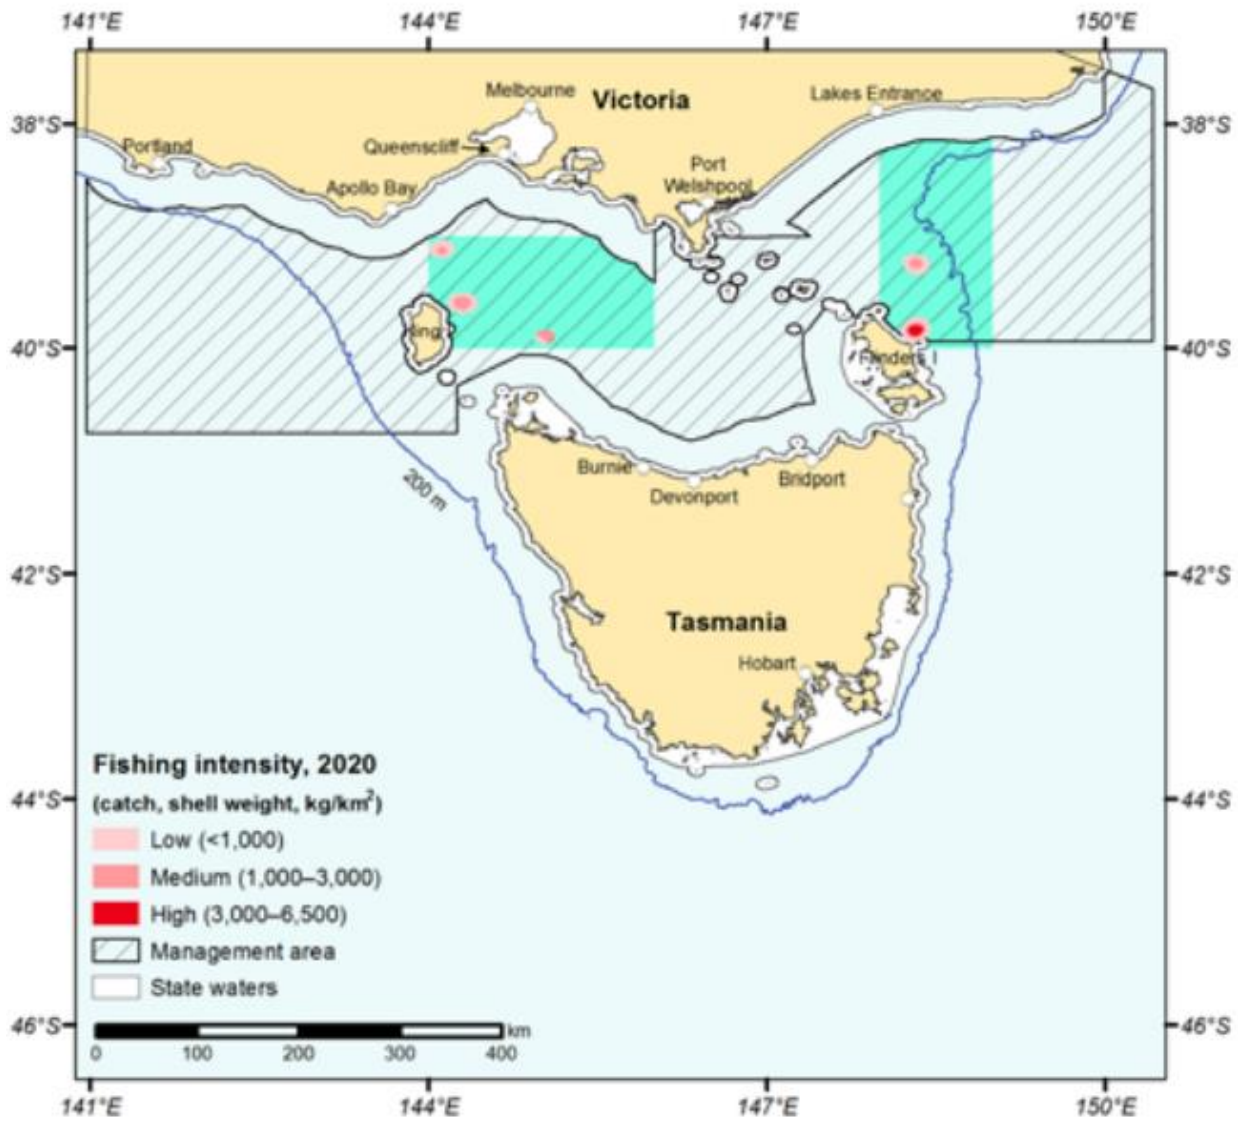 141°E 144°E 147°E 150°E
Melbourne
Victoria
Lakes Entrance
38°S 38°S
Portland
Queenscliff
Port
Welshpool
Apollo Bay
King
40°S 40°S
Flinders I
Burnie
Bridport
Devonport
200 m
42°S 42°S
Tasmania
Hobart
Fishing intensity, 2020
(catch, shell weight, kg/km²)
44°S 44°S
Low (<1,000)
Medium (1,000–3,000)
High (3,000–6,500)
Management area
State waters
46°S 46°S
km
0 100 200 300 400
141°E 144°E 147°E 150°E